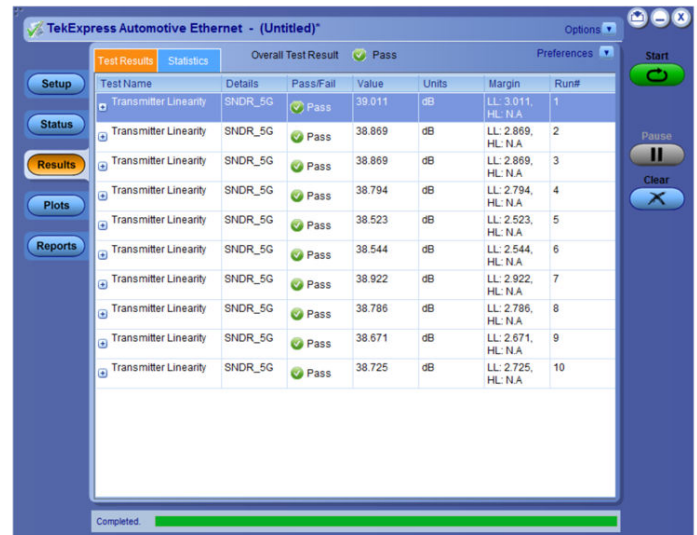 TekExpress Automotive Ethernet - (Untitled)*
Options
Test Results
Statistics
Overall Test Result Pass
Preferences
Start
Setup
Status
Results
Plots
Reports
Pause
Clear
Test Name Details Pass/Fail Value Units Margin Run#
Transmitter Linearity SNDR_5G Pass 39.011 dB LL: 3.011, 1
HL: N.A
Transmitter Linearity SNDR_5G Pass 38.869 dB LL: 2.869, 2
HL: N.A
Transmitter Linearity SNDR_5G Pass 38.869 dB LL: 2.869, 3
HL: N.A
Transmitter Linearity SNDR_5G Pass 38.794 dB LL: 2.794, 4
HL: N.A
Transmitter Linearity SNDR_5G Pass 38.523 dB LL: 2.523, 5
HL: N.A
Transmitter Linearity SNDR_5G Pass 38.544 dB LL: 2.544, 6
HL: N.A
Transmitter Linearity SNDR_5G Pass 38.922 dB LL: 2.922, 7
HL: N.A
Transmitter Linearity SNDR_5G Pass 38.786 dB LL: 2.786, 8
HL: N.A
Transmitter Linearity SNDR_5G Pass 38.671 dB LL: 2.671, 9
HL: N.A
Transmitter Linearity SNDR_5G Pass 38.725 dB LL: 2.725, 10
HL: N.A
Completed.